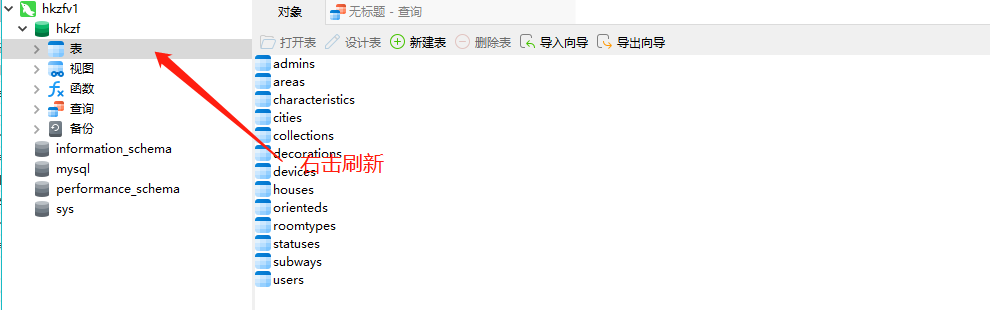 hkzfv1
hkzf
表
视图
函数
查询
备份
information_schema
mysql
performance_schema
sys
对象
无标题 - 查询
打开表
设计表
新建表
删除表
导入向导
导出向导
admins
areas
characteristics
cities
collections
decorations
devices
houses
orienteds
roomtypes
statuses
subways
users
右击刷新